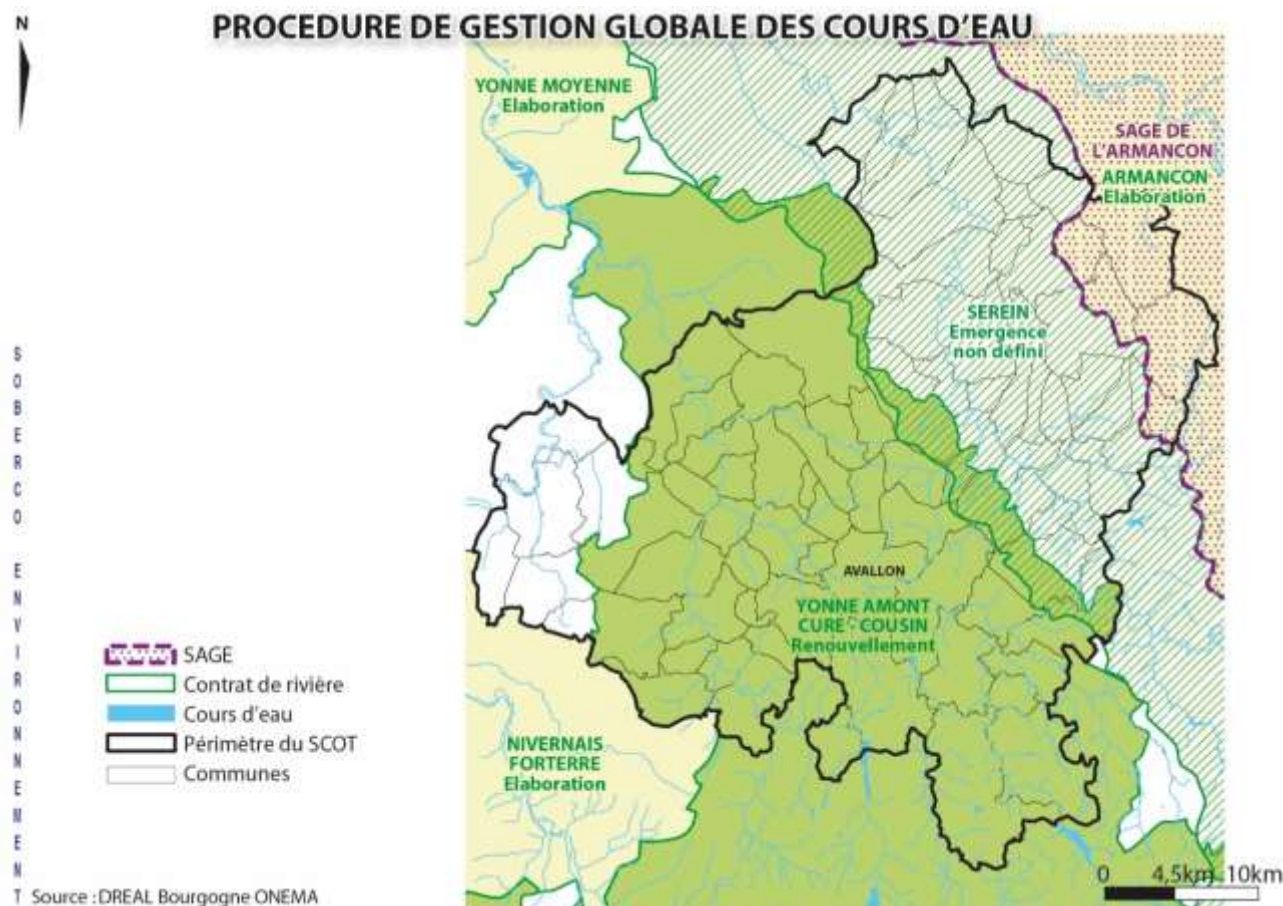 PROCEDURE DE GESTION GLOBALE DES COURS D'EAU
N
YONNE MOYENNE
Elaboration
SAGE DE
L'ARMANCON
ARMANCON
Elaboration
SEREIN
Emergence
non défini
AVALLON
YONNE AMONT
CURE - COUSIN
Renouvellement
NIVERNAIS
FORTERRE
Elaboration
SAGE
Contrat de rivière
Cours d'eau
Périmètre du SCOT
Communes
0 4,5km 10km
SOBERCO ENVIRONNEMENT
Source : DREAL Bourgogne ONEMA